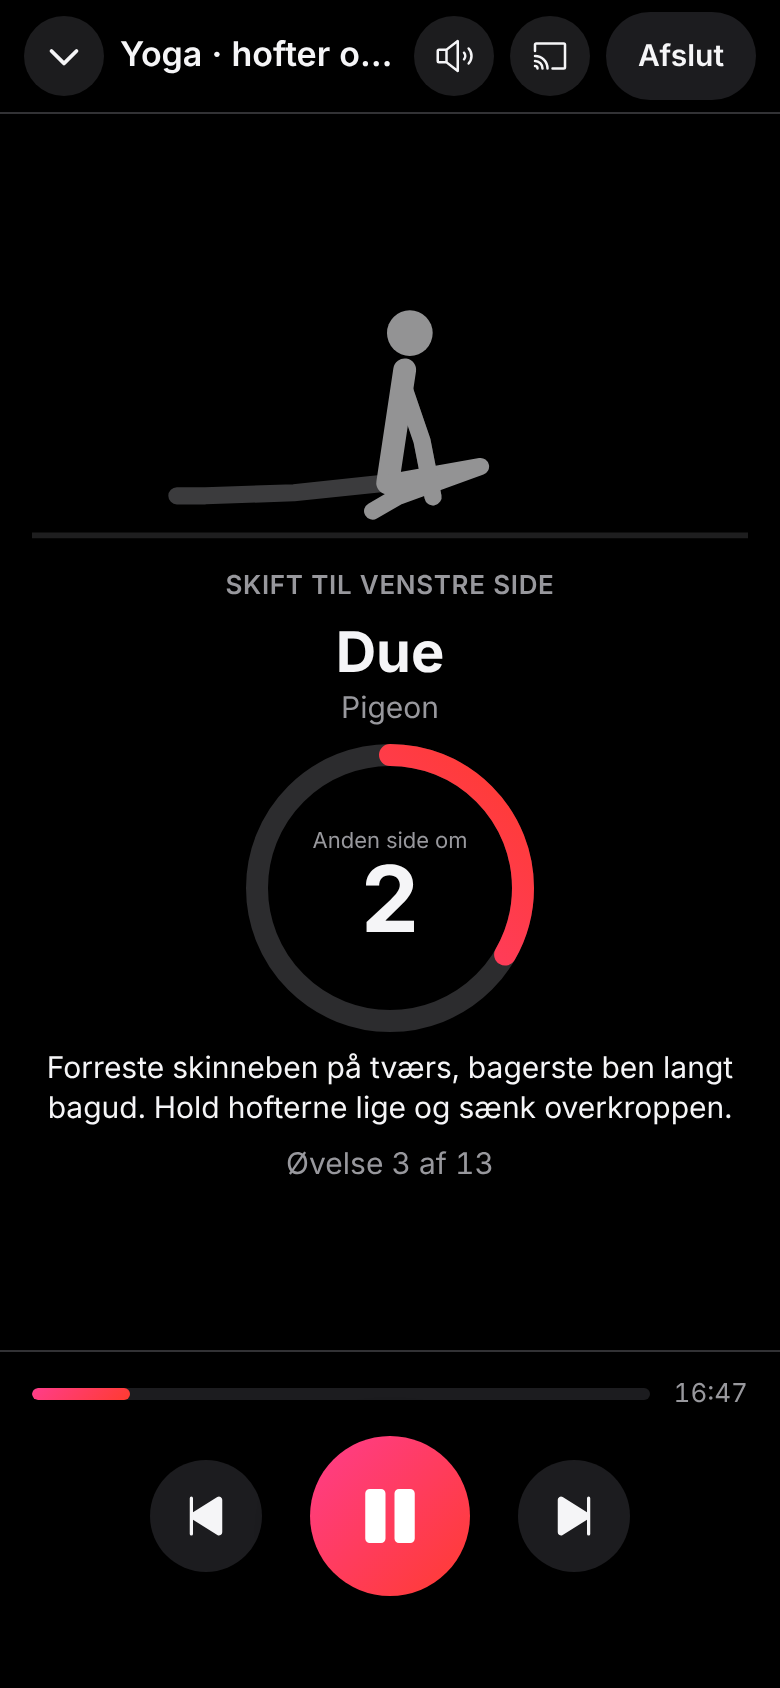 Yoga · hofter o...
Afslut
SKIFT TIL VENSTRE SIDE
Due
Pigeon
Anden side om
2
Forreste skinneben på tværs, bagerste ben langt
bagud. Hold hofterne lige og sænk overkroppen.
Øvelse 3 af 13
16:47